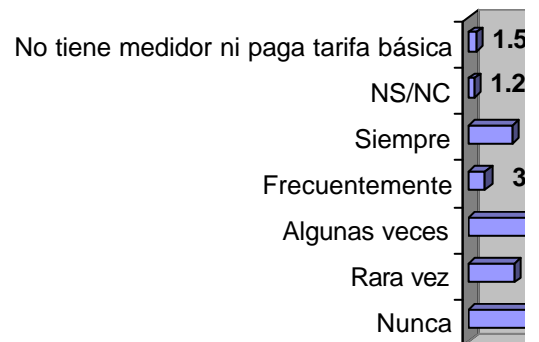 No tiene medidor ni paga tarifa básica 1.5
NS/NC 1.2
Siempre
Frecuentemente 3
Algunas veces
Rara vez
Nunca